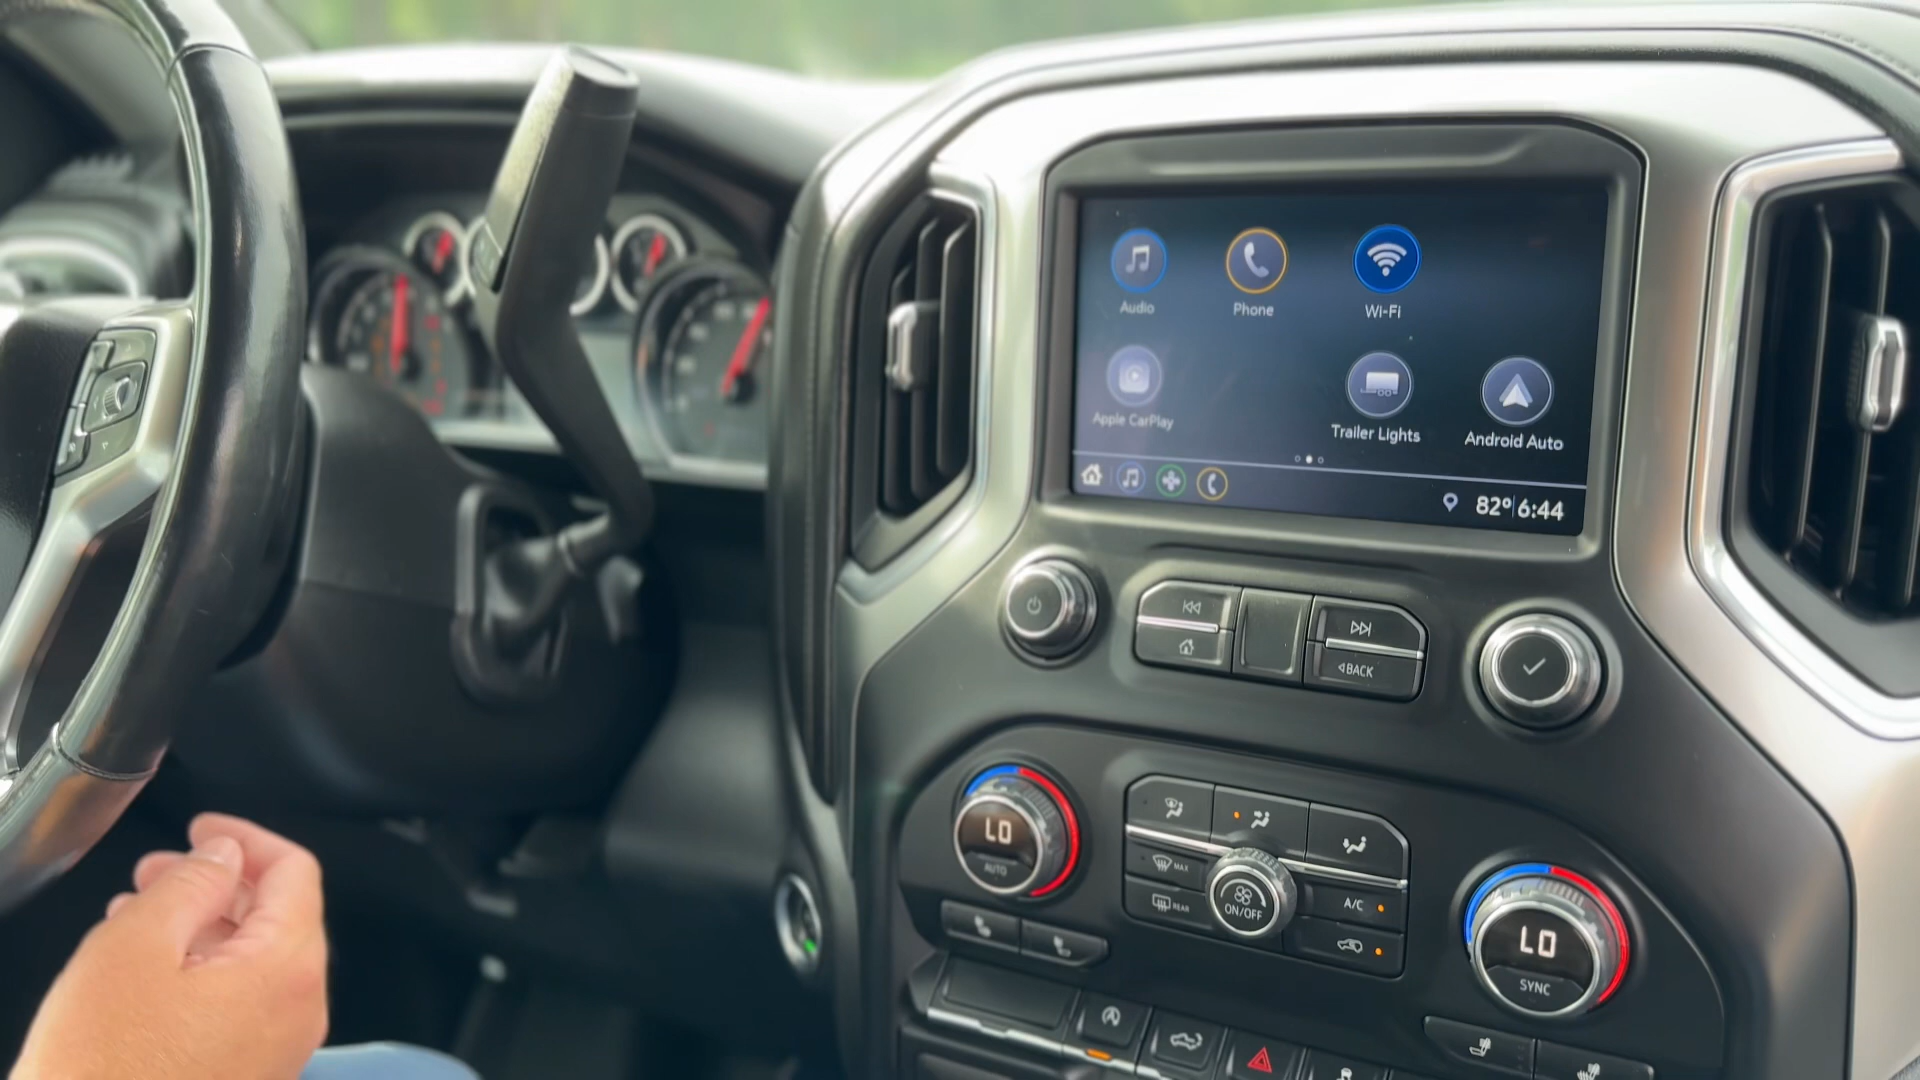 Audio
Phone
Wi-Fi
Apple CarPlay
Trailer Lights
Android Auto
82° 6:44
BACK
LO
AUTO
MAX
REAR
ON/OFF
A/C
LO
SYNC